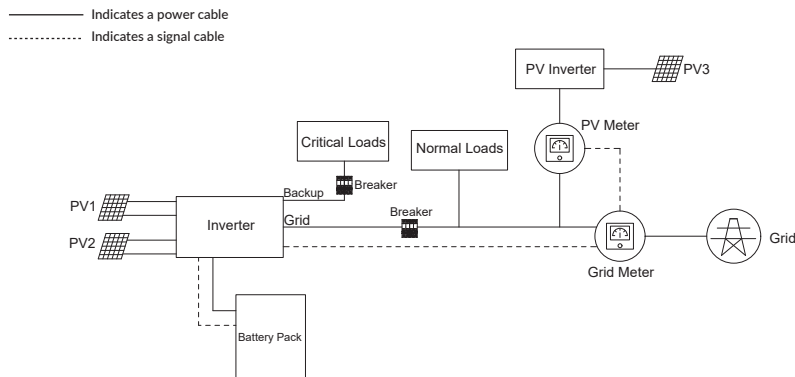 Indicates a power cable
Indicates a signal cable
PV Inverter
PV3
PV Meter
Critical Loads
Normal Loads
Breaker
Backup
PV1
Inverter
Grid
Breaker
PV2
Grid
Grid Meter
Battery Pack